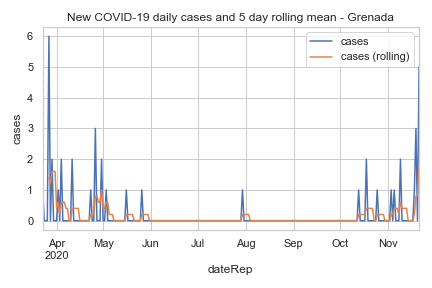 New COVID-19 daily cases and 5 day rolling mean - Grenada
cases
cases (rolling)
6
5
4
3
2
1
0
cases
Apr
2020
May
Jun
Jul
Aug
Sep
Oct
Nov
dateRep